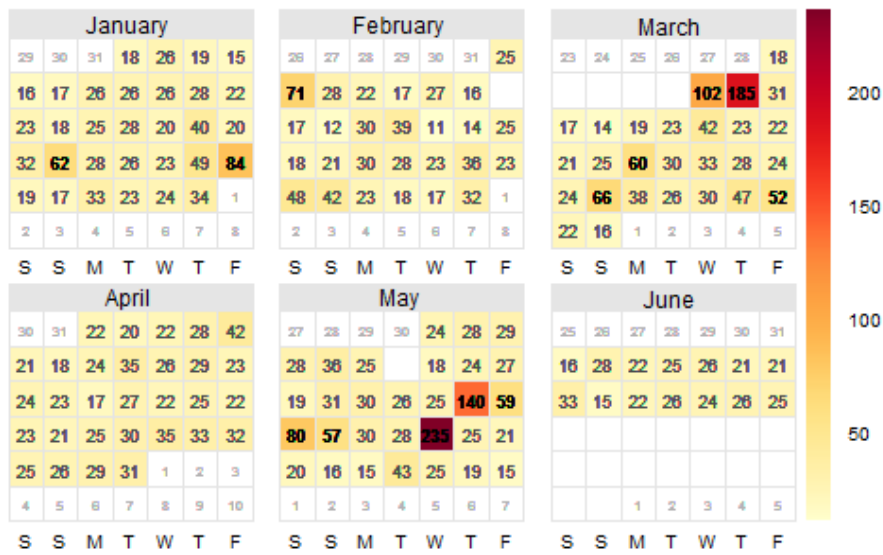 January February March
29 30 31 18 26 19 15 26 27 28 29 30 31 25 23 24 25 26 27 28 18
16 17 26 26 26 28 22 71 28 22 17 27 16 102 185 31
200
23 18 25 28 20 40 20 17 12 30 39 11 14 25 17 14 19 23 42 23 22
32 62 28 26 23 49 84 18 21 30 28 23 36 23 21 25 60 30 33 28 24
19 17 33 23 24 34 1 48 42 23 18 17 32 1 24 66 38 26 30 47 52
150
2 3 4 5 6 7 8 2 3 4 5 6 7 8 22 16 1 2 3 4 5
S S M T W T F S S M T W T F S S M T W T F
April May June
30 31 22 20 22 28 42 27 28 29 30 24 28 29 25 26 27 28 29 30 31
100
21 18 24 35 26 29 23 28 36 25 18 24 27 16 28 22 25 26 21 21
24 23 17 27 22 25 22 19 31 30 26 25 140 59 33 15 22 26 24 26 25
23 21 25 30 35 33 32 80 57 30 28 235 25 21
50
25 26 29 31 1 2 3 20 16 15 43 25 19 15
4 5 6 7 8 9 10 1 2 3 4 5 6 7 1 2 3 4 5
S S M T W T F S S M T W T F S S M T W T F